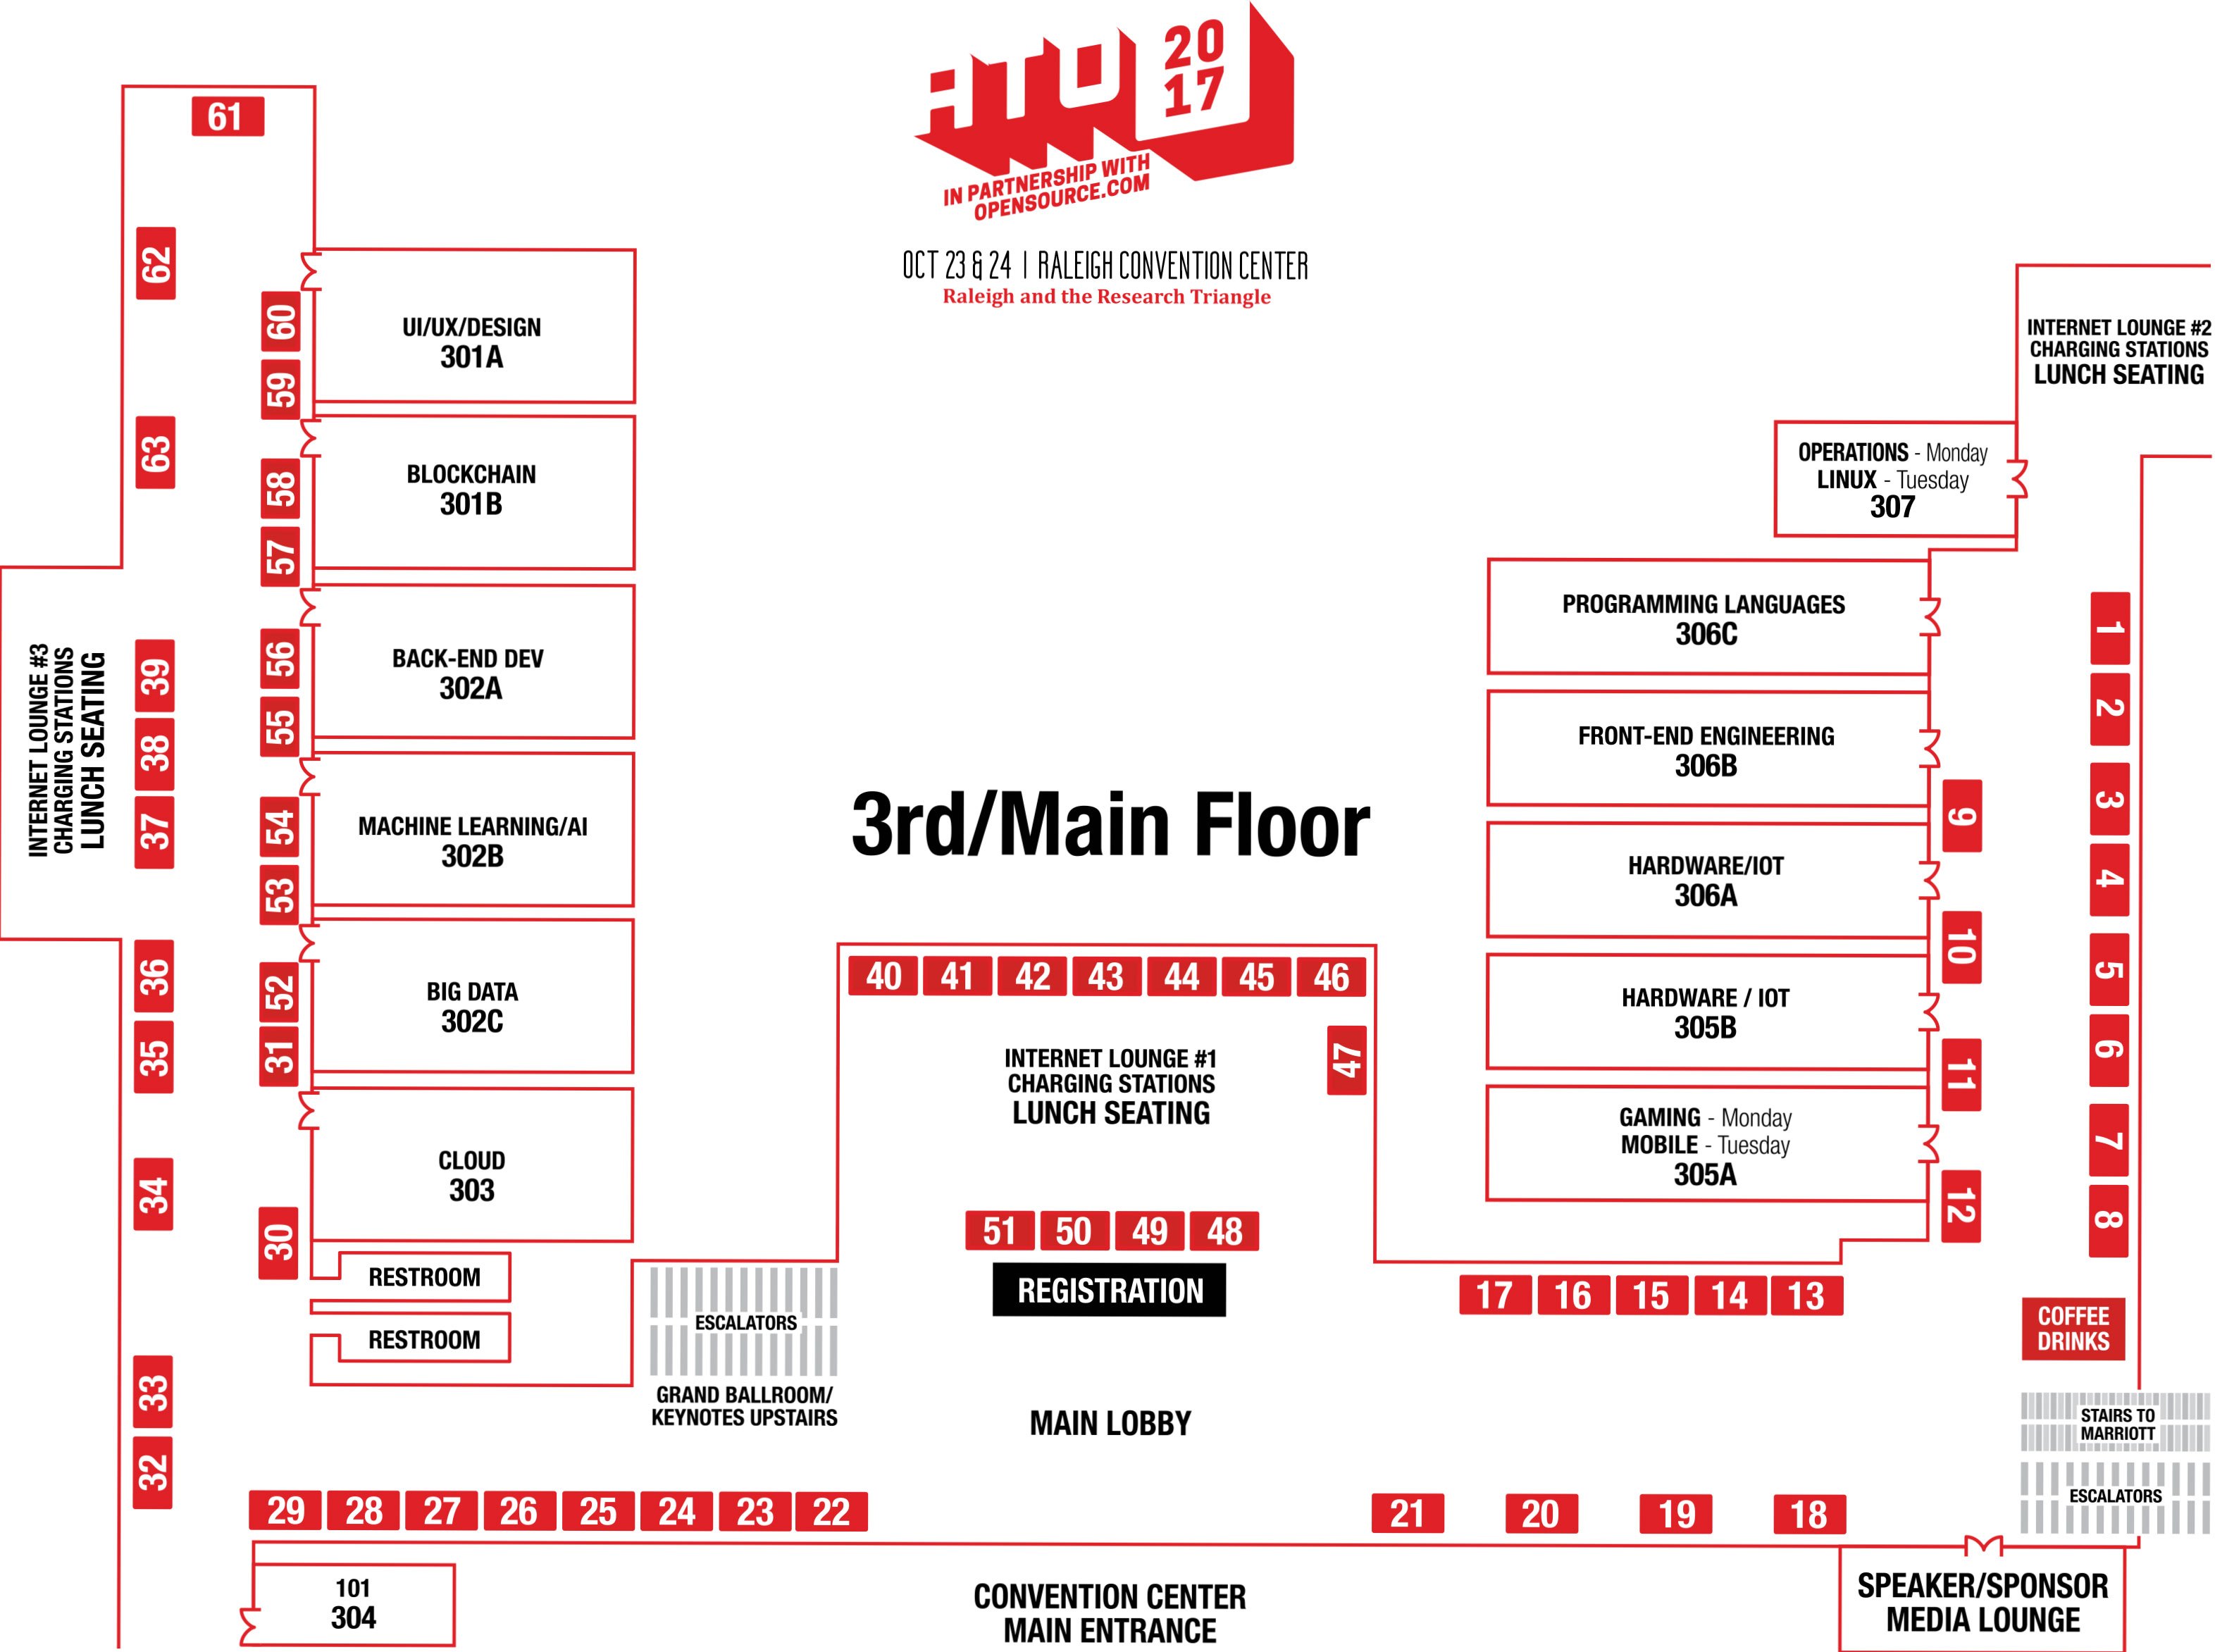 ATO
20
17
IN PARTNERSHIP WITH
OPENSOURCE.COM
OCT 23 & 24 | RALEIGH CONVENTION CENTER
Raleigh and the Research Triangle
61
62
63
60
59
58
57
56
55
54
53
52
31
30
UI/UX/DESIGN
301A
BLOCKCHAIN
301B
BACK-END DEV
302A
MACHINE LEARNING/AI
302B
BIG DATA
302C
CLOUD
303
RESTROOM
RESTROOM
INTERNET LOUNGE #3
CHARGING STATIONS
LUNCH SEATING
39
38
37
36
35
34
33
32
3rd/Main Floor
40 41 42 43 44 45 46
47
INTERNET LOUNGE #1
CHARGING STATIONS
LUNCH SEATING
51 50 49 48
REGISTRATION
ESCALATORS
GRAND BALLROOM/
KEYNOTES UPSTAIRS
MAIN LOBBY
INTERNET LOUNGE #2
CHARGING STATIONS
LUNCH SEATING
OPERATIONS - Monday
LINUX - Tuesday
307
PROGRAMMING LANGUAGES
306C
FRONT-END ENGINEERING
306B
HARDWARE/IOT
306A
HARDWARE / IOT
305B
GAMING - Monday
MOBILE - Tuesday
305A
9
10
11
12
1
2
3
4
5
6
7
8
17 16 15 14 13
COFFEE
DRINKS
STAIRS TO
MARRIOTT
ESCALATORS
29 28 27 26 25 24 23 22
21 20 19 18
101
304
CONVENTION CENTER
MAIN ENTRANCE
SPEAKER/SPONSOR
MEDIA LOUNGE